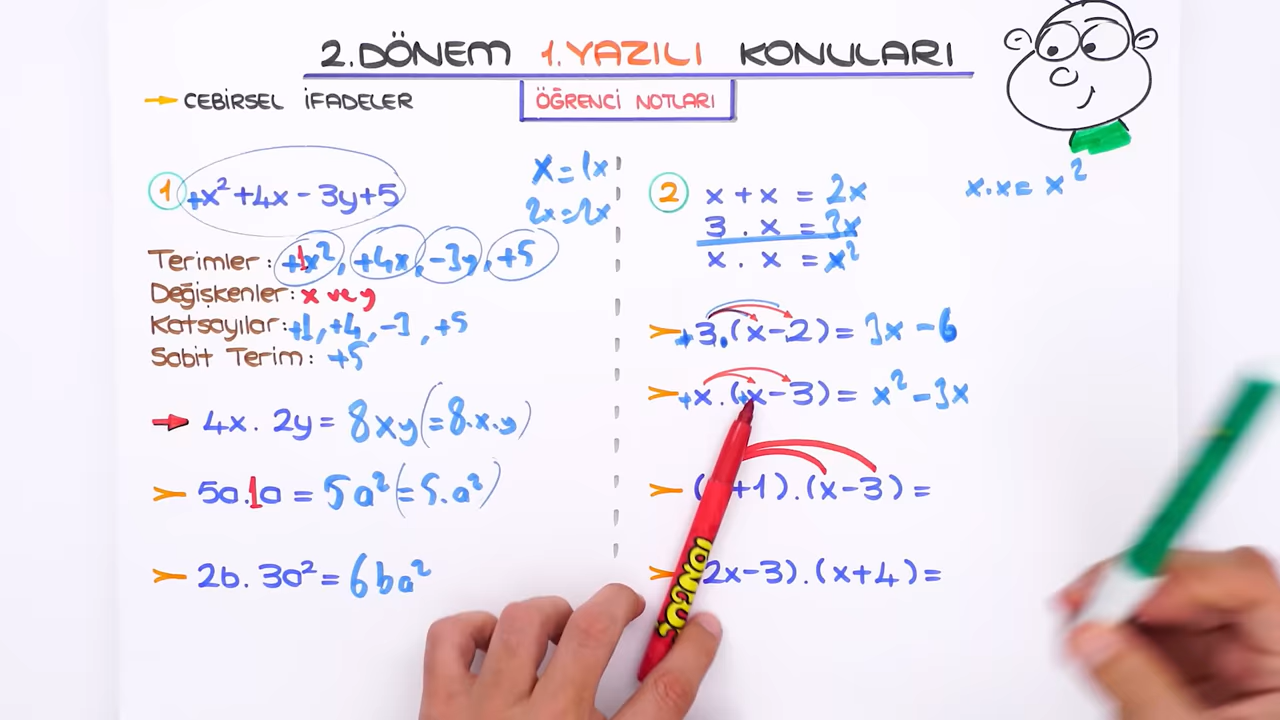 2.DÖNEM 1.YAZILI KONULARI
→ CEBİRSEL İFADELER
ÖĞRENCİ NOTLARI
1 +x²+4x-3y+5
x=1x
2x=2x
Terimler: +1x², +4x, -3y, +5
Değişkenler: x ve y
Katsayılar: +1, +4, -3, +5
Sabit Terim: +5
→ 4x. 2y= 8xy (=8.x.y)
➢ 5a.1a = 5a² (=5.a²)
➢ 2b. 3a²= 6ba²
2 x + x = 2x
x.x= x²
3 . x = 3x
x . x = x²
➢ +3.(x-2)= 3x-6
➢ +x.(+x-3)= x²-3x
➢ ( +1).(x-3)=
➢ 2x-3).(x+4)=